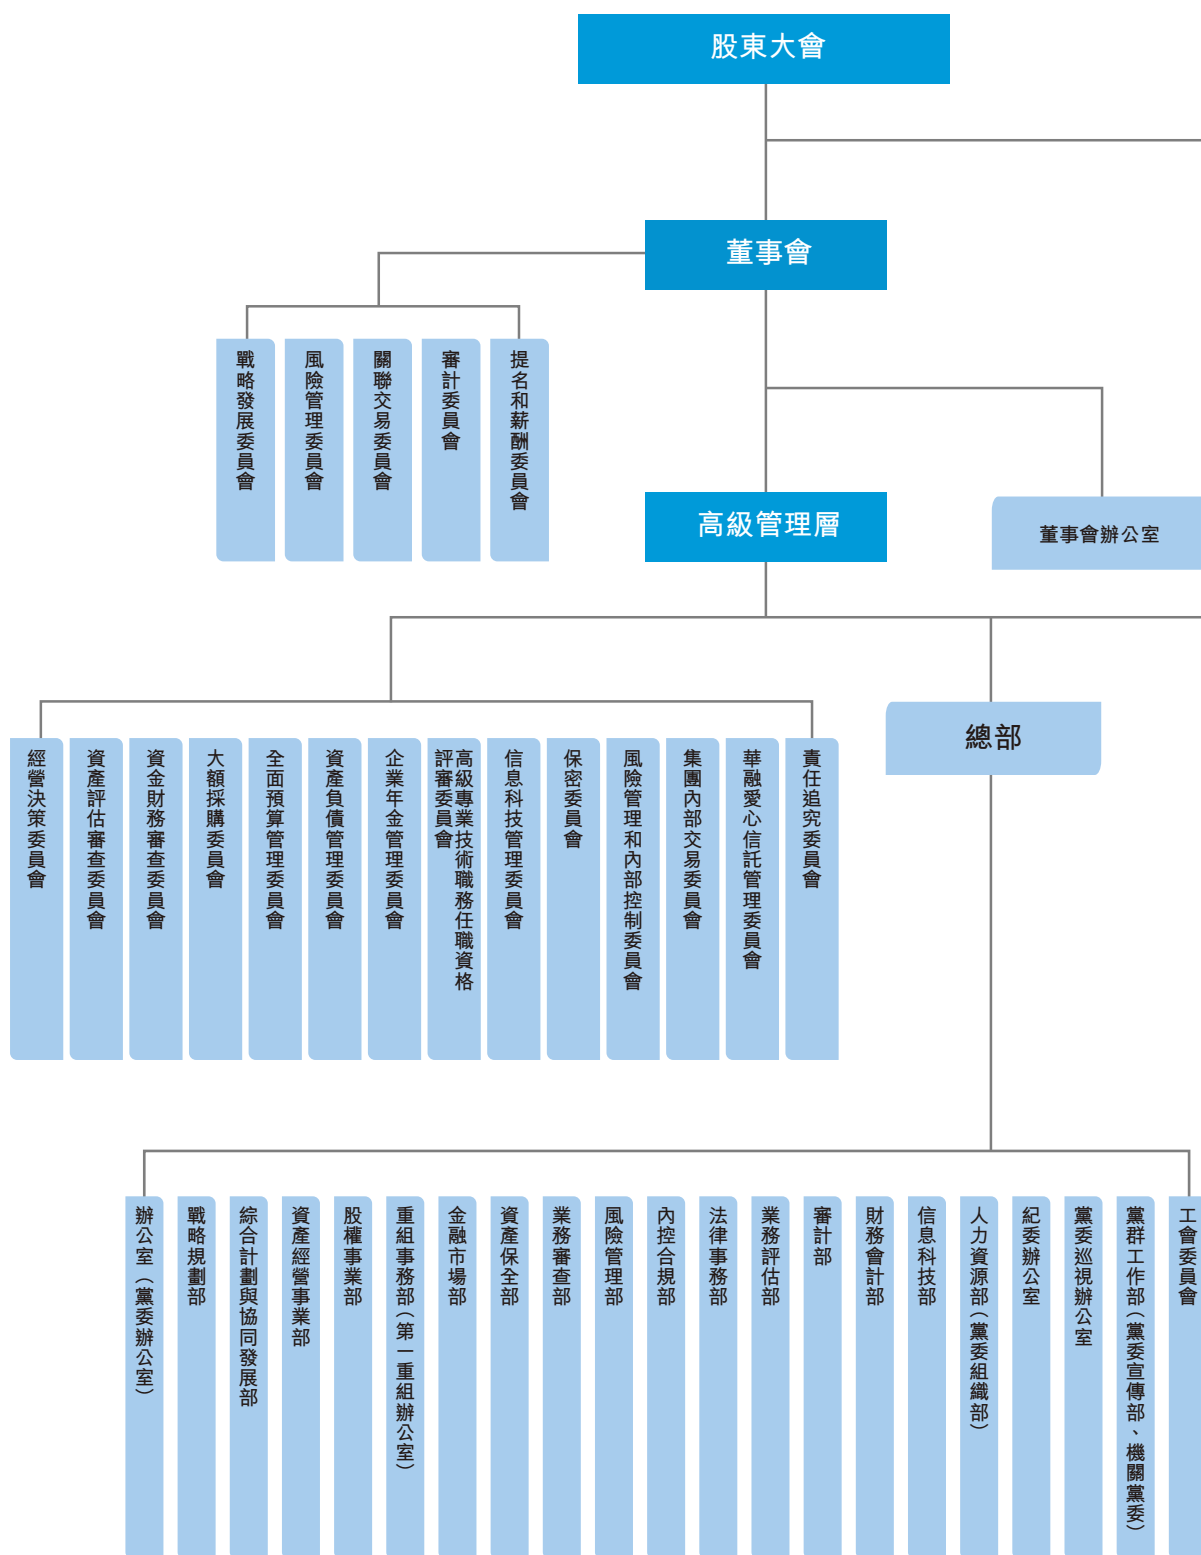 股東大會
董事會
戰略發展委員會
風險管理委員會
關聯交易委員會
審計委員會
提名和薪酬委員會
高級管理層
董事會辦公室
總部
經營決策委員會
資產評估審查委員會
資金財務審查委員會
大額採購委員會
全面預算管理委員會
資產負債管理委員會
企業年金管理委員會
高級專業技術職務任職資格
評審委員會
信息科技管理委員會
保密委員會
風險管理和內部控制委員會
集團內部交易委員會
華融愛心信託管理委員會
責任追究委員會
辦公室（黨委辦公室）
戰略規劃部
綜合計劃與協同發展部
資產經營事業部
股權事業部
重組事務部（第一重組辦公室）
金融市場部
資產保全部
業務審查部
風險管理部
內控合規部
法律事務部
業務評估部
審計部
財務會計部
信息科技部
人力資源部（黨委組織部）
紀委辦公室
黨委巡視辦公室
黨群工作部（黨委宣傳部、機關黨委）
工會委員會